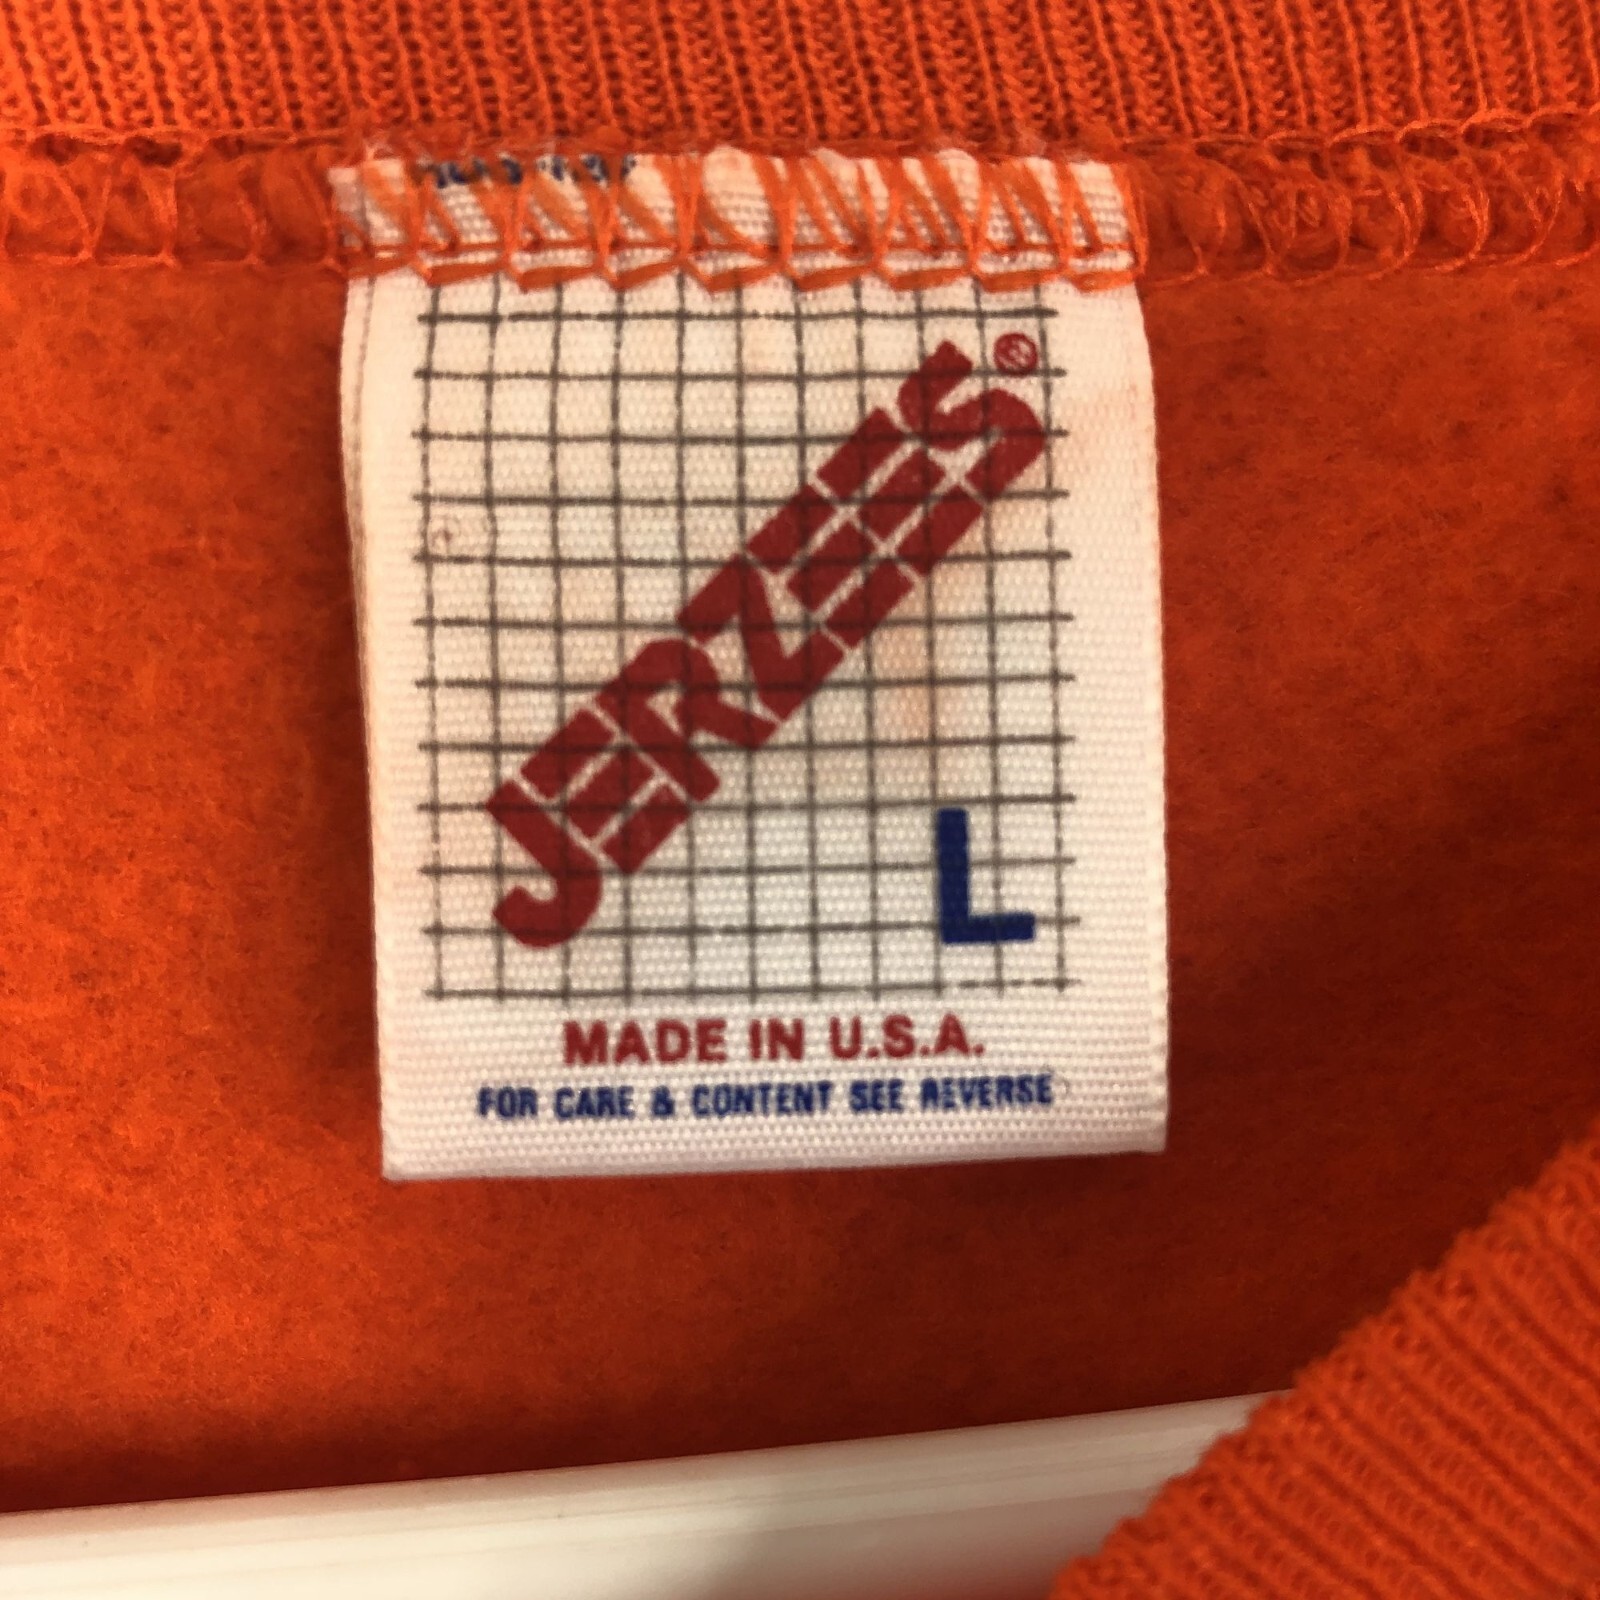 JERZEES®
L
MADE IN U.S.A.
FOR CARE & CONTENT SEE REVERSE